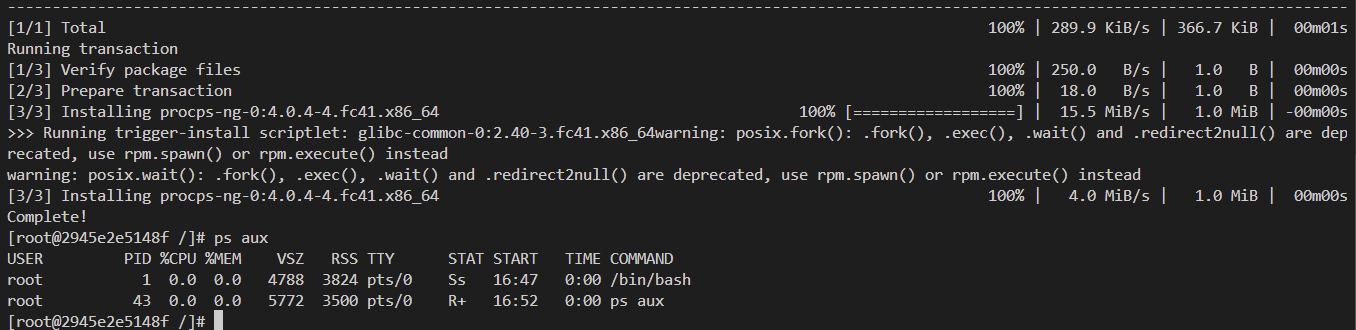 --------------------------------------------------------------------------------------------------------------------------------------------------------
[1/1] Total                                                                                                    100% | 289.9 KiB/s | 366.7 KiB |  00m01s
Running transaction
[1/3] Verify package files                                                                                     100% | 250.0   B/s |   1.0   B |  00m00s
[2/3] Prepare transaction                                                                                      100% |  18.0   B/s |   1.0   B |  00m00s
[3/3] Installing procps-ng-0:4.0.4-4.fc41.x86_64                                         100% [==================] |  15.5 MiB/s |   1.0 MiB | -00m00s
>>> Running trigger-install scriptlet: glibc-common-0:2.40-3.fc41.x86_64warning: posix.fork(): .fork(), .exec(), .wait() and .redirect2null() are dep
recated, use rpm.spawn() or rpm.execute() instead
warning: posix.wait(): .fork(), .exec(), .wait() and .redirect2null() are deprecated, use rpm.spawn() or rpm.execute() instead
[3/3] Installing procps-ng-0:4.0.4-4.fc41.x86_64                                                               100% |   4.0 MiB/s |   1.0 MiB |  00m00s
Complete!
[root@2945e2e5148f /]# ps aux
USER         PID %CPU %MEM    VSZ   RSS TTY      STAT START   TIME COMMAND
root           1  0.0  0.0   4788  3824 pts/0    Ss   16:47   0:00 /bin/bash
root          43  0.0  0.0   5772  3500 pts/0    R+   16:52   0:00 ps aux
[root@2945e2e5148f /]#